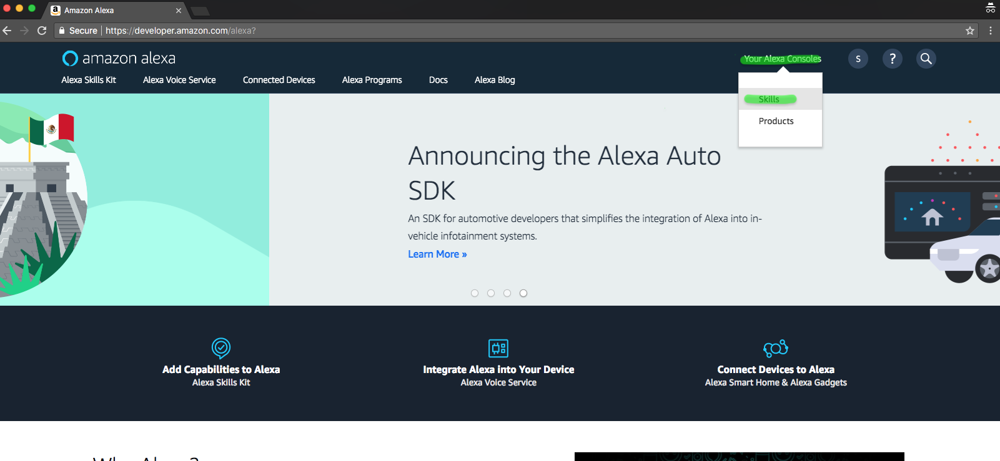 Amazon Alexa
Secure https://developer.amazon.com/alexa?
amazon alexa
Your Alexa Consoles
S
?
Alexa Skills Kit
Alexa Voice Service
Connected Devices
Alexa Programs
Docs
Alexa Blog
Skills
Products
Announcing the Alexa Auto
SDK
An SDK for automotive developers that simplifies the integration of Alexa into in-
vehicle infotainment systems.
Learn More »
Add Capabilities to Alexa
Alexa Skills Kit
Integrate Alexa into Your Device
Alexa Voice Service
Connect Devices to Alexa
Alexa Smart Home & Alexa Gadgets
Why Alexa?